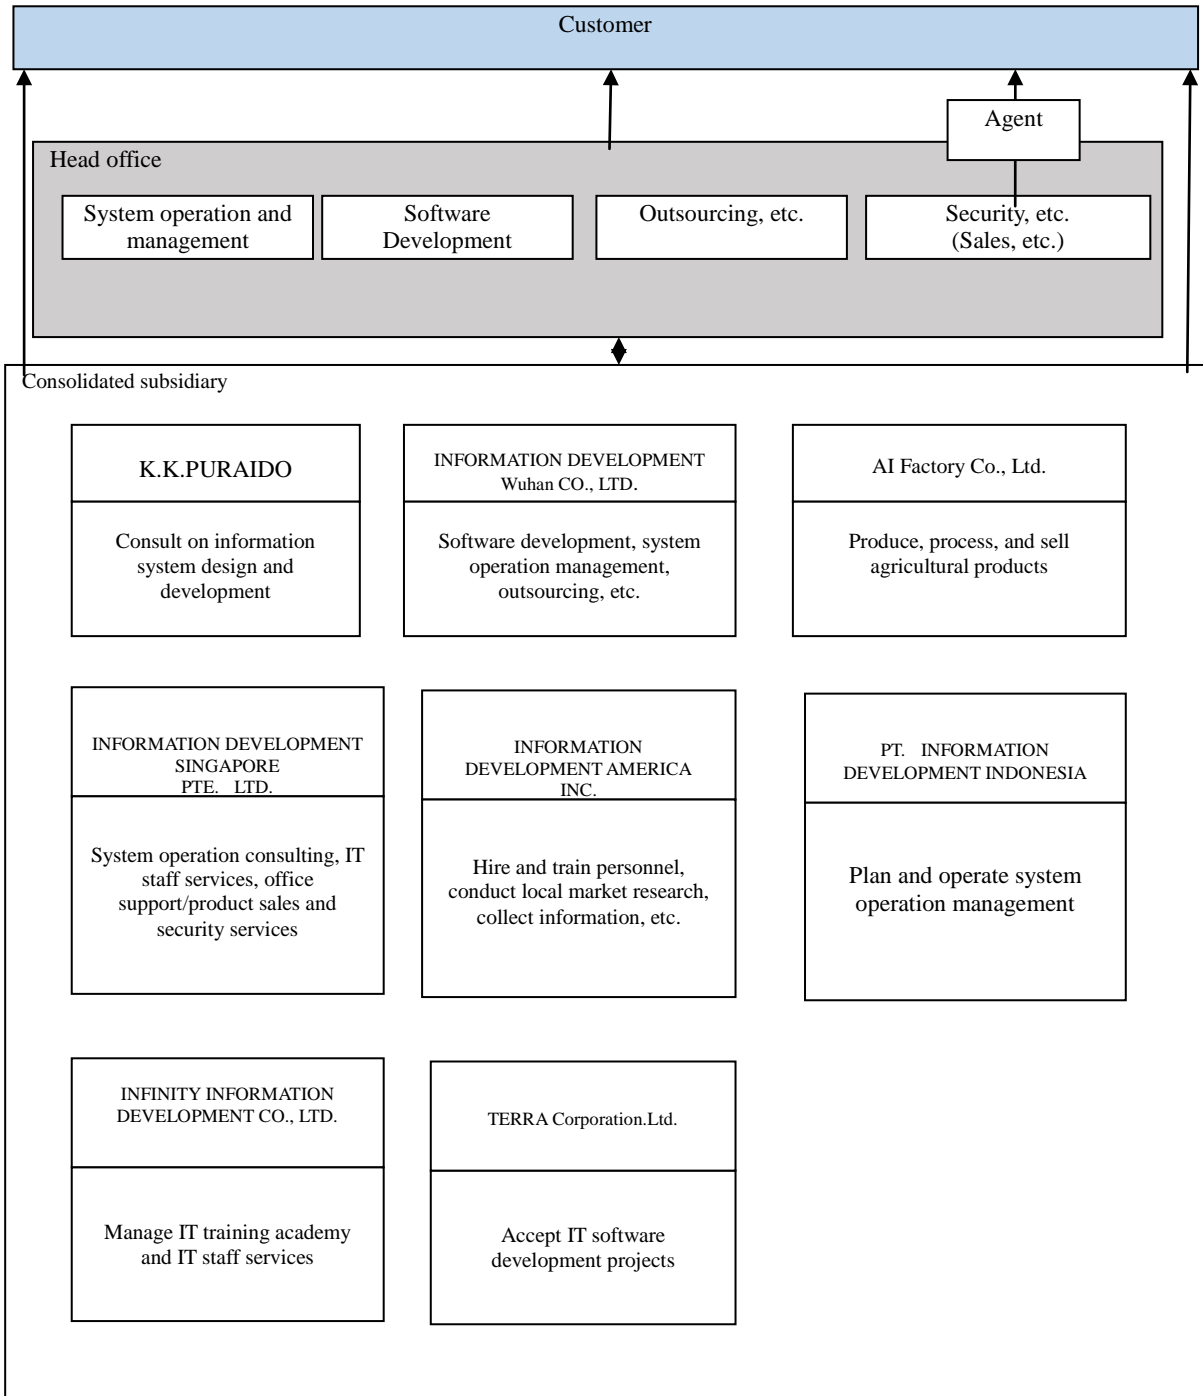 Customer
Agent
Head office
System operation and
management
Software
Development
Outsourcing, etc.
Security, etc.
(Sales, etc.)
Consolidated subsidiary
K.K.PURAIDO
Consult on information
system design and
development
INFORMATION DEVELOPMENT
Wuhan CO., LTD.
Software development, system
operation management,
outsourcing, etc.
AI Factory Co., Ltd.
Produce, process, and sell
agricultural products
INFORMATION DEVELOPMENT
SINGAPORE
PTE. LTD.
System operation consulting, IT
staff services, office
support/product sales and
security services
INFORMATION
DEVELOPMENT AMERICA
INC.
Hire and train personnel,
conduct local market research,
collect information, etc.
PT. INFORMATION
DEVELOPMENT INDONESIA
Plan and operate system
operation management
INFINITY INFORMATION
DEVELOPMENT CO., LTD.
Manage IT training academy
and IT staff services
TERRA Corporation.Ltd.
Accept IT software
development projects